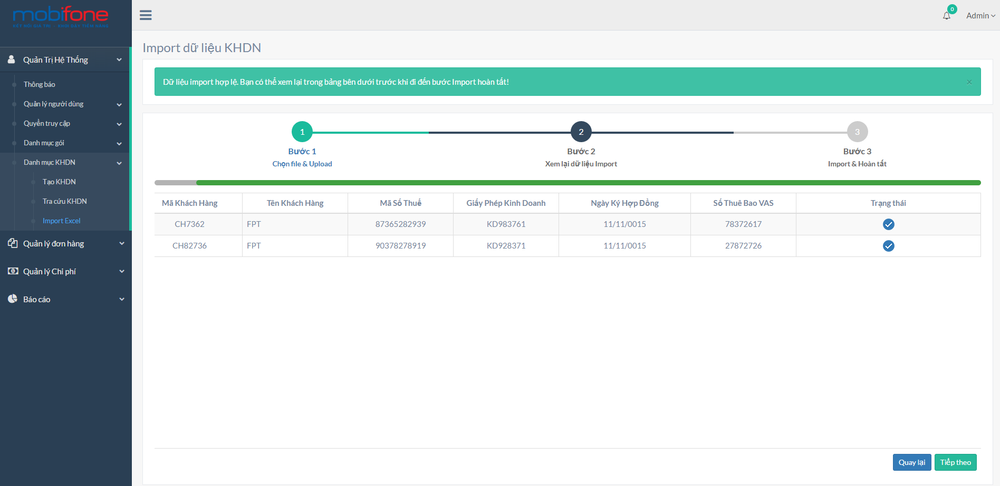 mobifone
KẾT NỐI GIÁ TRỊ - KHƠI DẬY TIỀM NĂNG
0
Admin
Quản Trị Hệ Thống
Thông báo
Quản lý người dùng
Quyền truy cập
Danh mục gói
Danh mục KHDN
Tạo KHDN
Tra cứu KHDN
Import Excel
Quản lý đơn hàng
Quản lý Chi phí
Báo cáo
Import dữ liệu KHDN
Dữ liệu import hợp lệ. Bạn có thể xem lại trong bảng bên dưới trước khi đi đến bước Import hoàn tất! ×
1 2 3
Bước 1 Bước 2 Bước 3
Chọn file & Upload Xem lại dữ liệu Import Import & Hoàn tất
Mã Khách Hàng Tên Khách Hàng Mã Số Thuế Giấy Phép Kinh Doanh Ngày Ký Hợp Đồng Số Thuê Bao VAS Trạng thái
CH7362 FPT 87365282939 KD983761 11/11/0015 78372617
CH82736 FPT 90378278919 KD928371 11/11/0015 27872726
Quay lại Tiếp theo